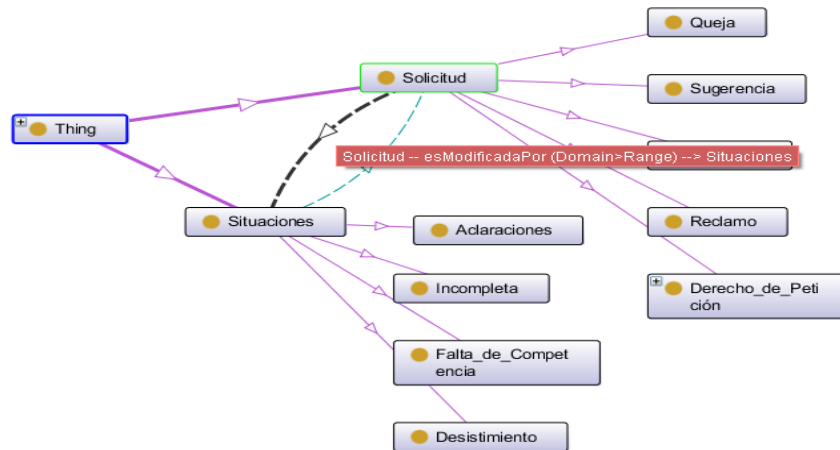 Queja
Solicitud
Sugerencia
Thing
Solicitud -- esModificadaPor (Domain>Range) --> Situaciones
Situaciones
Aclaraciones
Reclamo
Incompleta
Derecho_de_Peti
ción
Falta_de_Compet
encia
Desistimiento